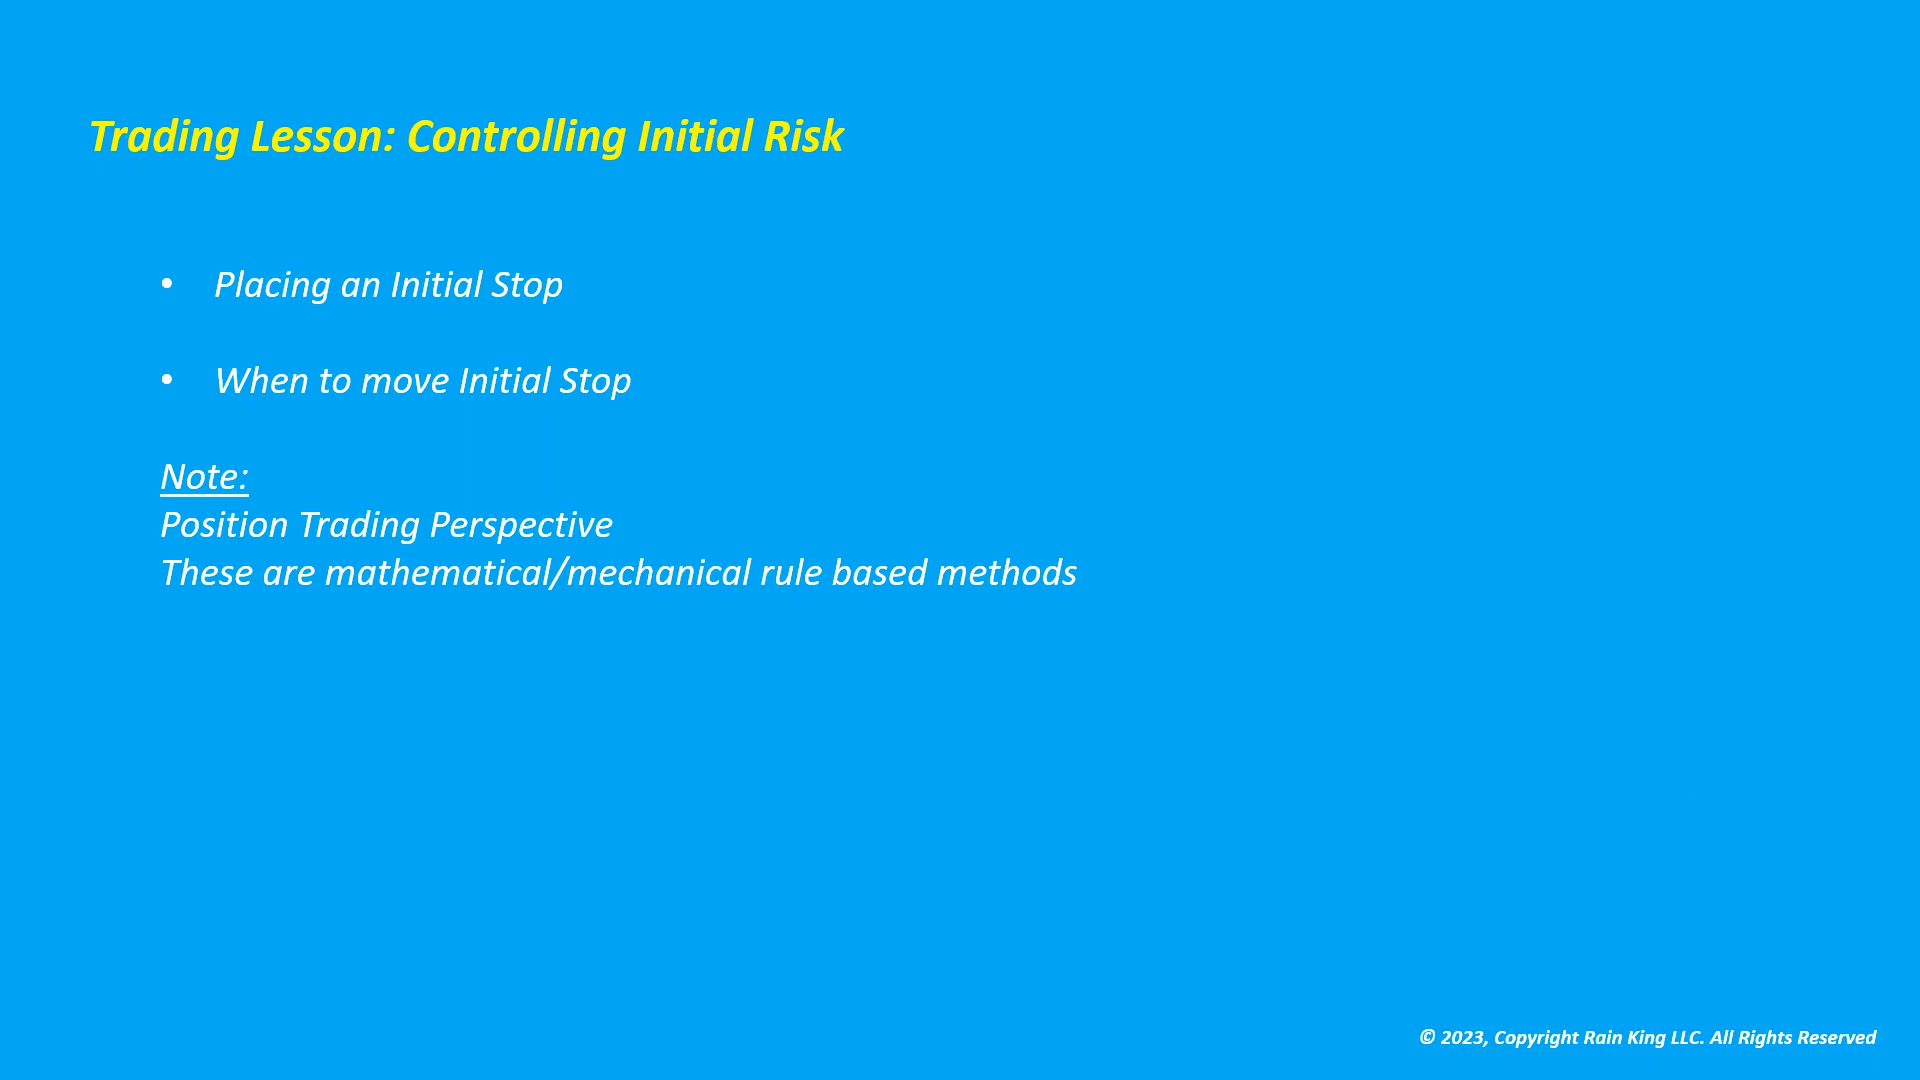 Trading Lesson: Controlling Initial Risk
• Placing an Initial Stop
• When to move Initial Stop
Note:
Position Trading Perspective
These are mathematical/mechanical rule based methods
© 2023, Copyright Rain King LLC. All Rights Reserved